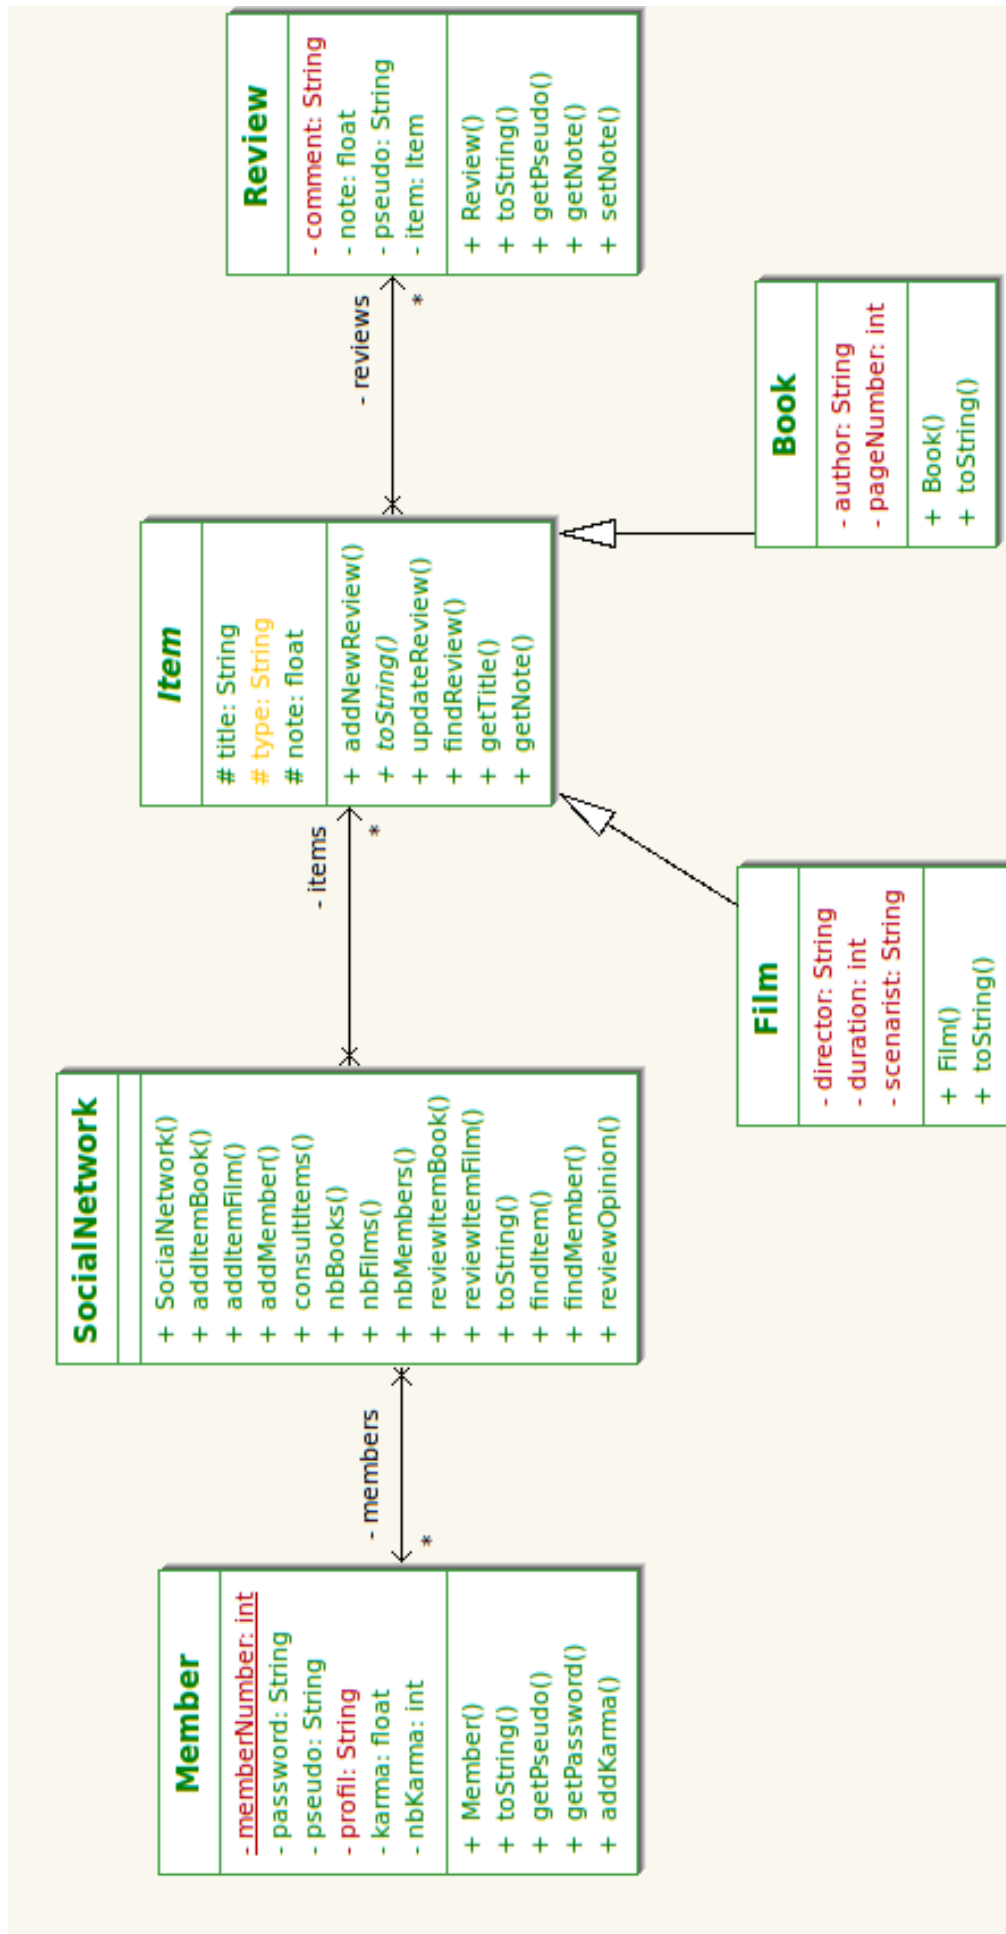 Member
- memberNumber: int
- password: String
- pseudo: String
- profil: String
- karma: float
- nbKarma: int
+ Member()
+ toString()
+ getPseudo()
+ getPassword()
+ addKarma()
- members
*
SocialNetwork
+ SocialNetwork()
+ addItemBook()
+ addItemFilm()
+ addMember()
+ consultItems()
+ nbBooks()
+ nbFilms()
+ nbMembers()
+ reviewItemBook()
+ reviewItemFilm()
+ toString()
+ findItem()
+ findMember()
+ reviewOpinion()
- items
*
Item
# title: String
# type: String
# note: float
+ addNewReview()
+ toString()
+ updateReview()
+ findReview()
+ getTitle()
+ getNote()
- reviews
*
Review
- comment: String
- note: float
- pseudo: String
- item: Item
+ Review()
+ toString()
+ getPseudo()
+ getNote()
+ setNote()
Film
- director: String
- duration: int
- scenarist: String
+ Film()
+ toString()
Book
- author: String
- pageNumber: int
+ Book()
+ toString()